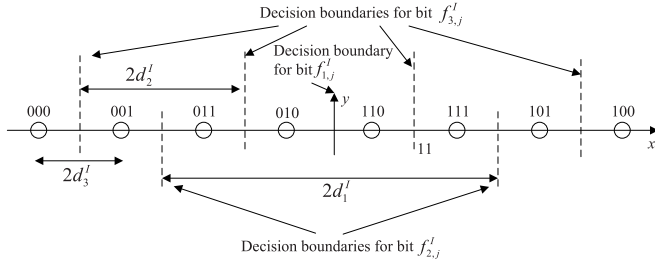 Decision boundaries for bit f^I_{3,j}
Decision boundary
for bit f^I_{1,j}
2d^I_2
y
000 001 011 010 110 111 101 100
11
x
2d^I_3
2d^I_1
Decision boundaries for bit f^I_{2,j}